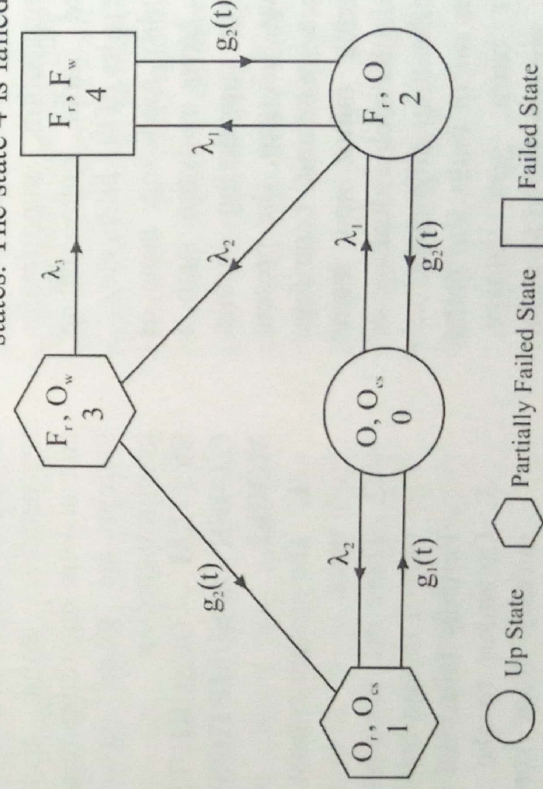 states. The state 4 is failed
F_r, O_w
3
λ_3
F_r, F_w
4
g_2(t)
λ_2
λ_1
g_2(t)
O_r, O_cs
1
λ_2
g_1(t)
O, O_cs
0
λ_1
g_2(t)
F_r, O
2
Up State
Partially Failed State
Failed State